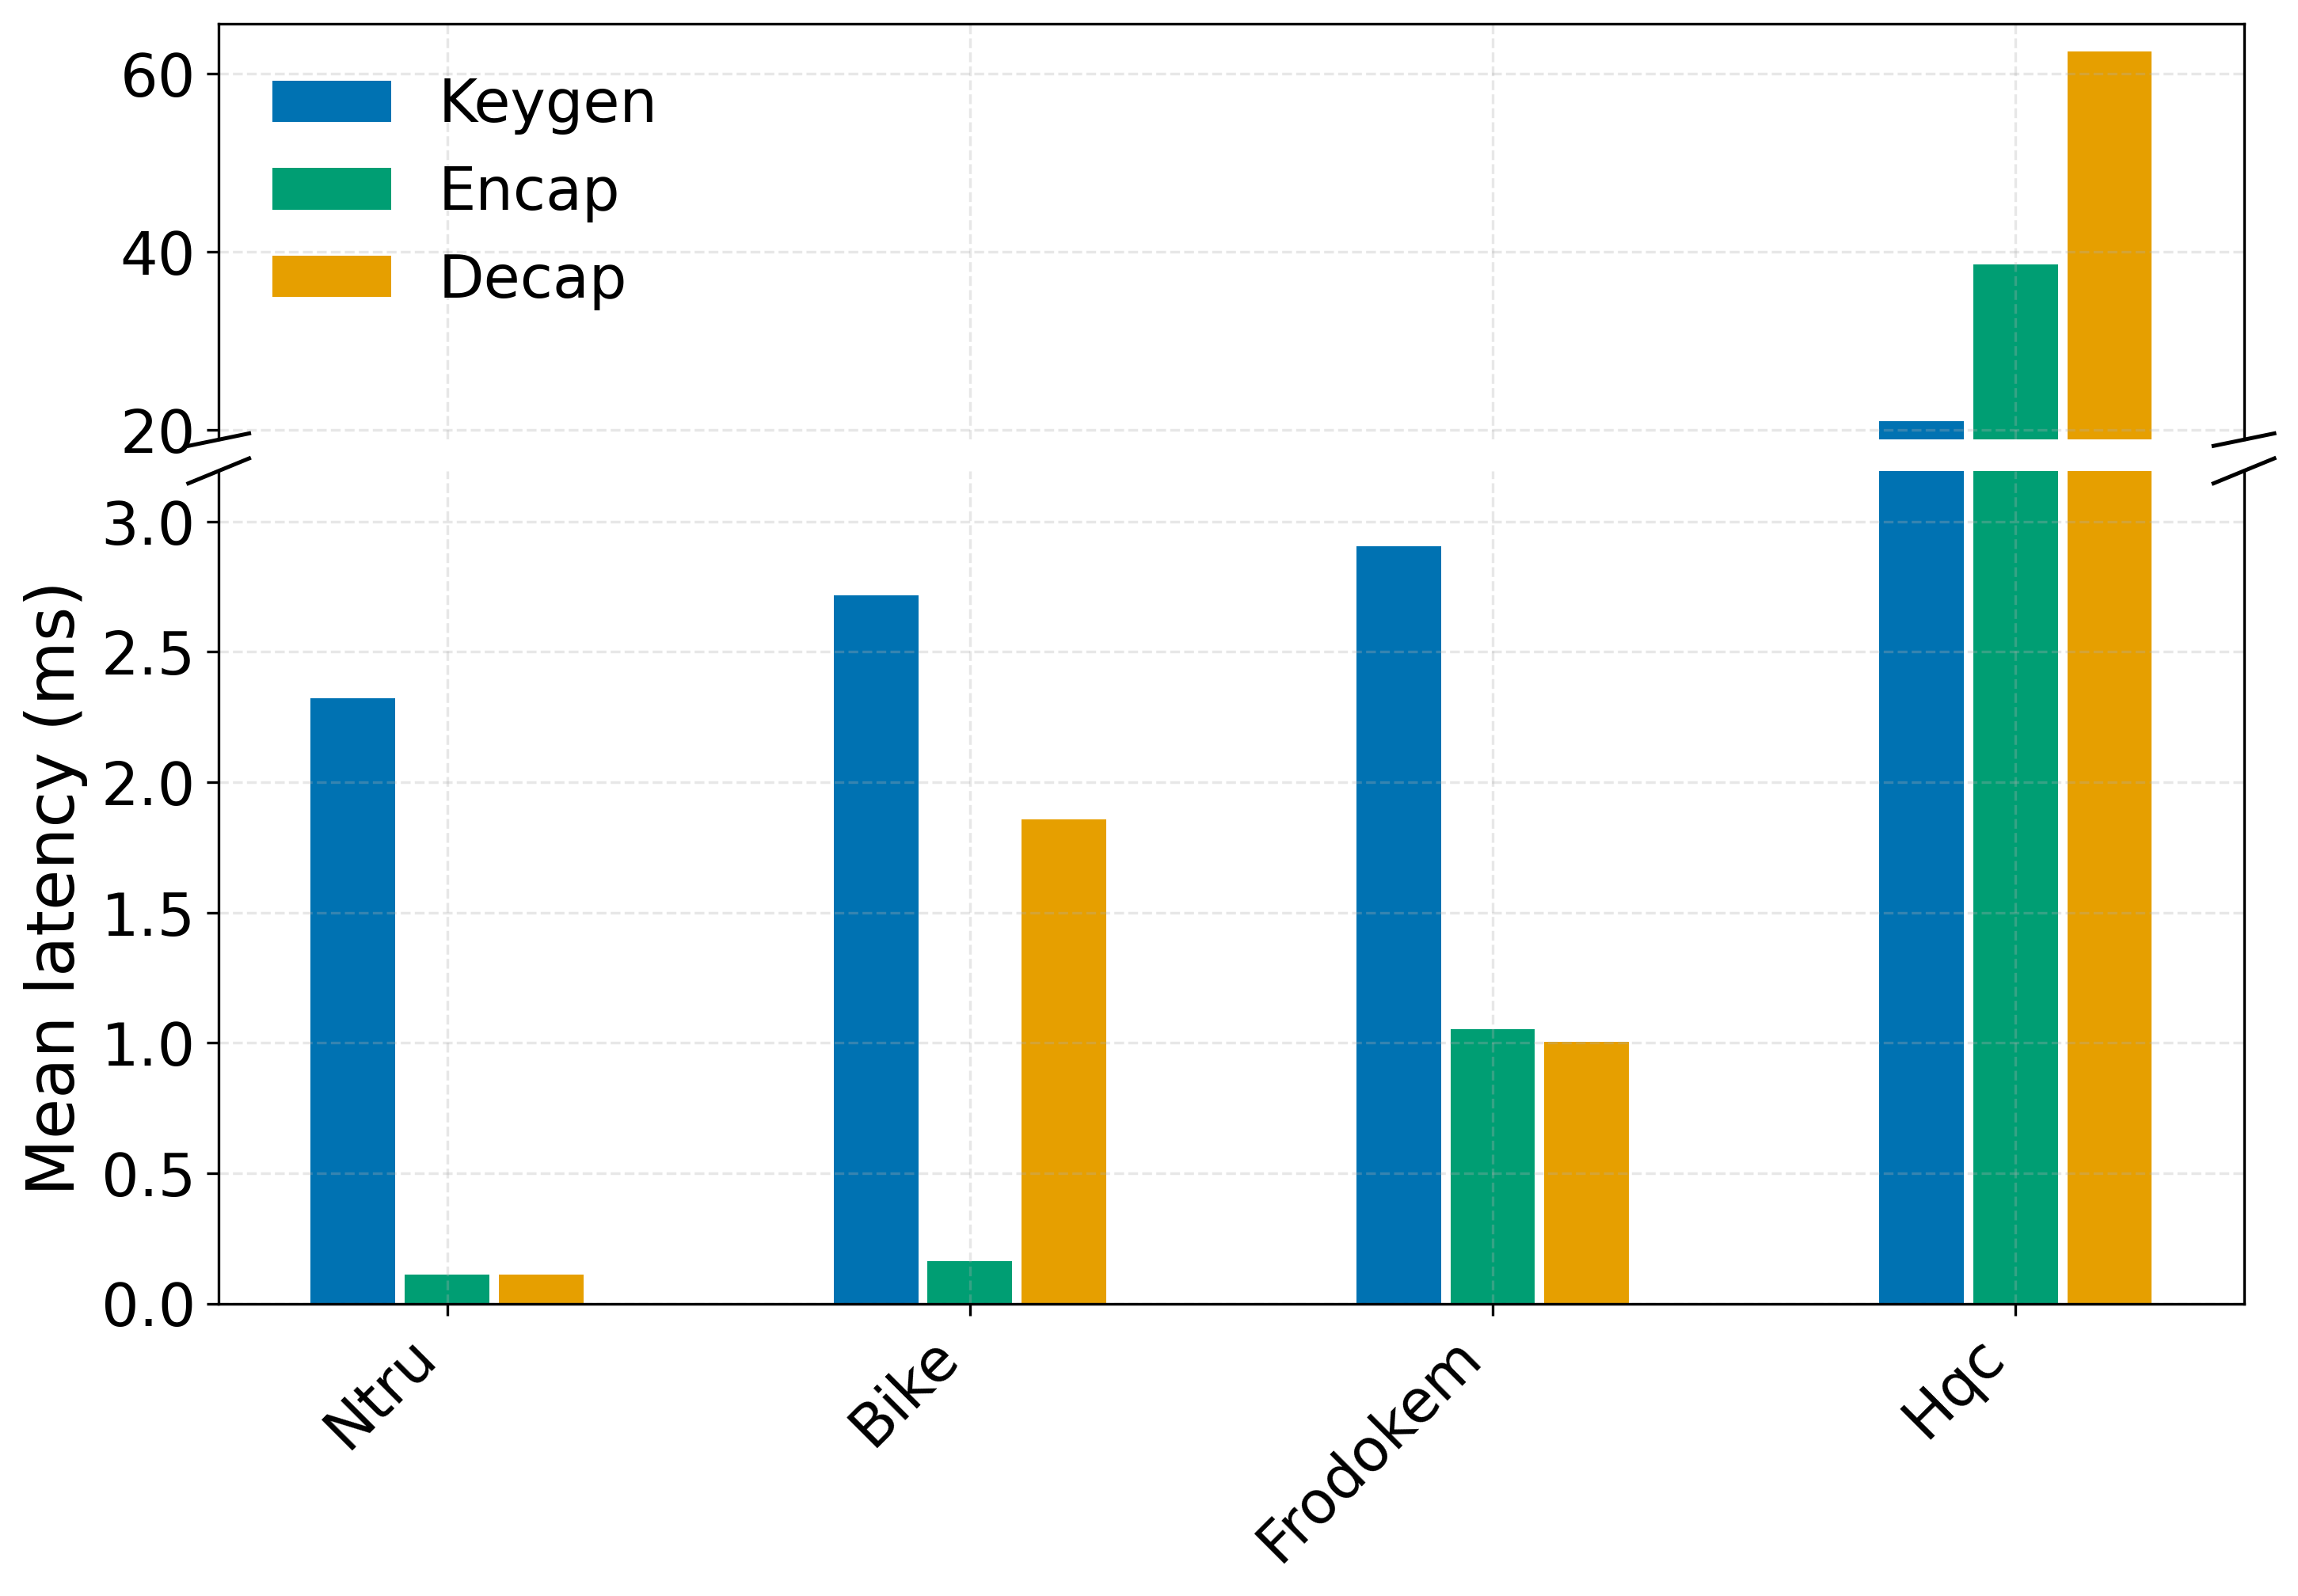 60
40
20
3.0
2.5
2.0
1.5
1.0
0.5
0.0
Mean latency (ms)
Keygen
Encap
Decap
Ntru
Bike
Frodokem
Hqc